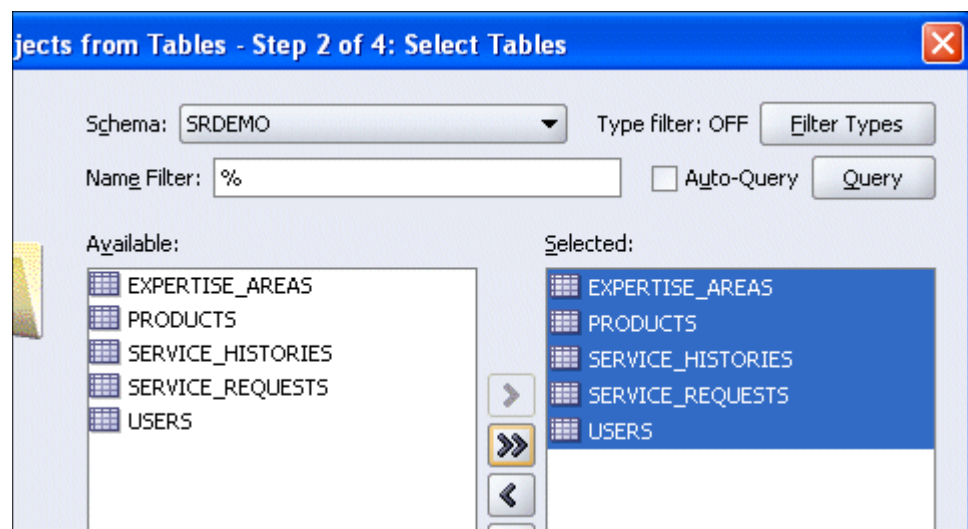 jects from Tables - Step 2 of 4: Select Tables
Schema: SRDEMO Type filter: OFF Filter Types
Name Filter: % Auto-Query Query
Available:
EXPERTISE_AREAS
PRODUCTS
SERVICE_HISTORIES
SERVICE_REQUESTS
USERS
Selected:
EXPERTISE_AREAS
PRODUCTS
SERVICE_HISTORIES
SERVICE_REQUESTS
USERS